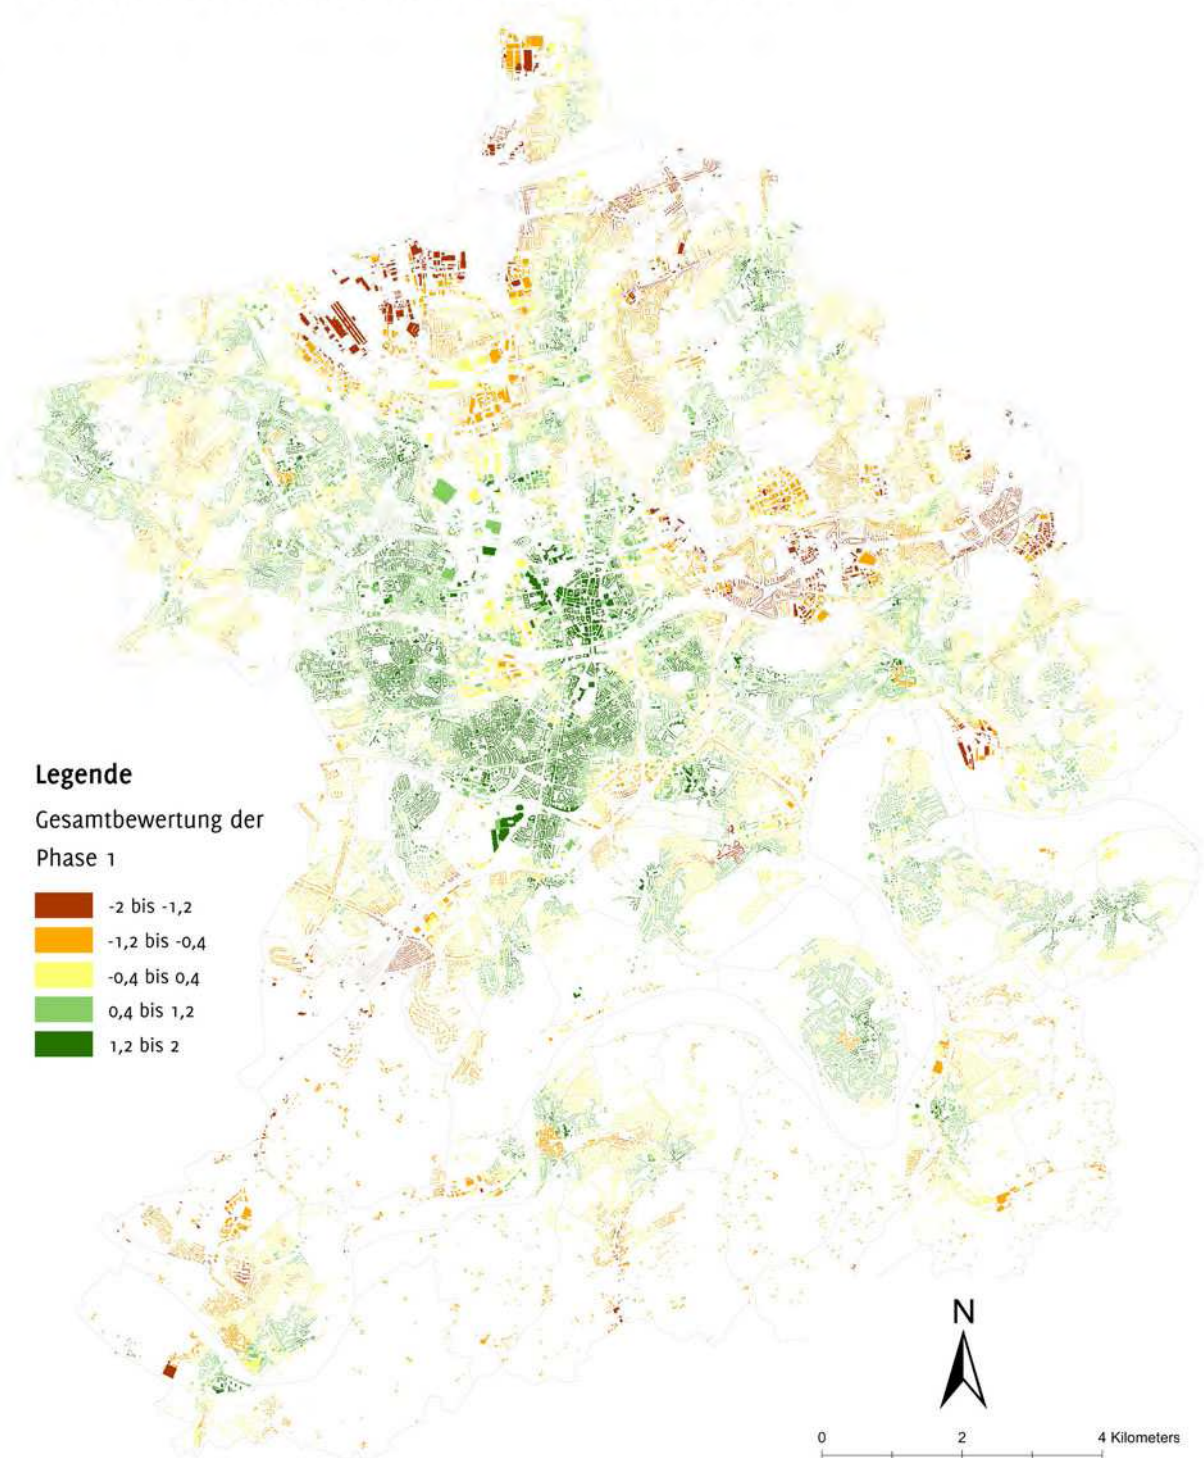 Legende
Gesamtbewertung der
Phase 1
-2 bis -1,2
-1,2 bis -0,4
-0,4 bis 0,4
0,4 bis 1,2
1,2 bis 2
N
0 2 4 Kilometers